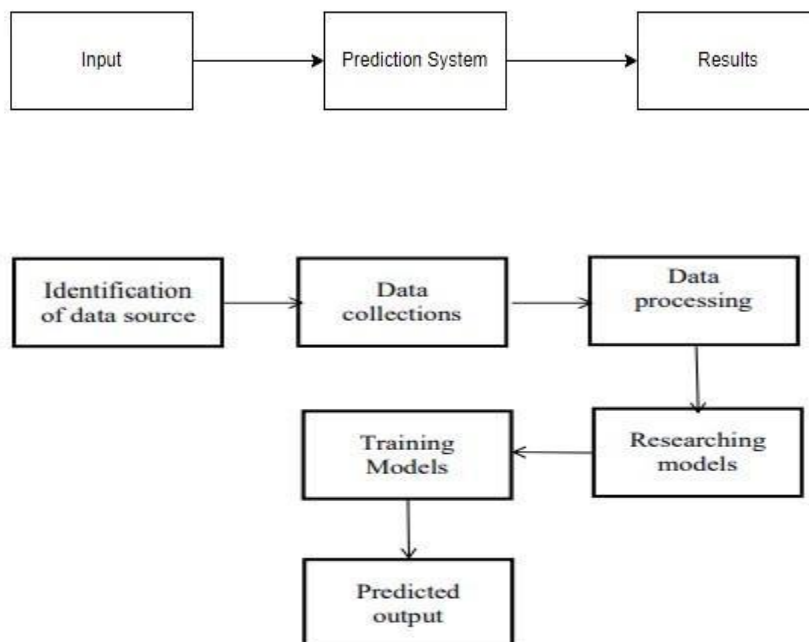 Input
Prediction System
Results
Identification
of data source
Data
collections
Data
processing
Researching
models
Training
Models
Predicted
output